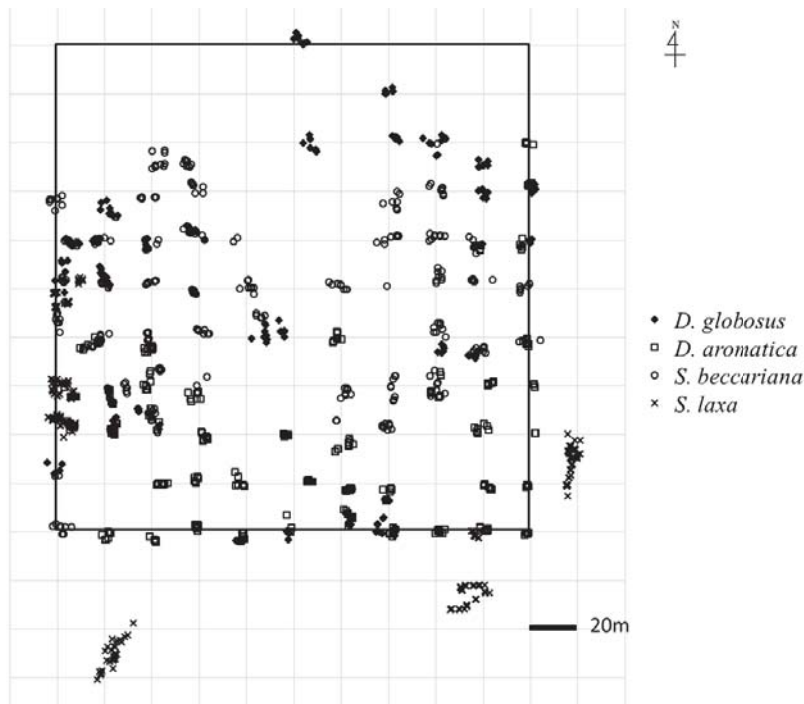 N
D. globosus
D. aromatica
S. beccariana
S. laxa
20m